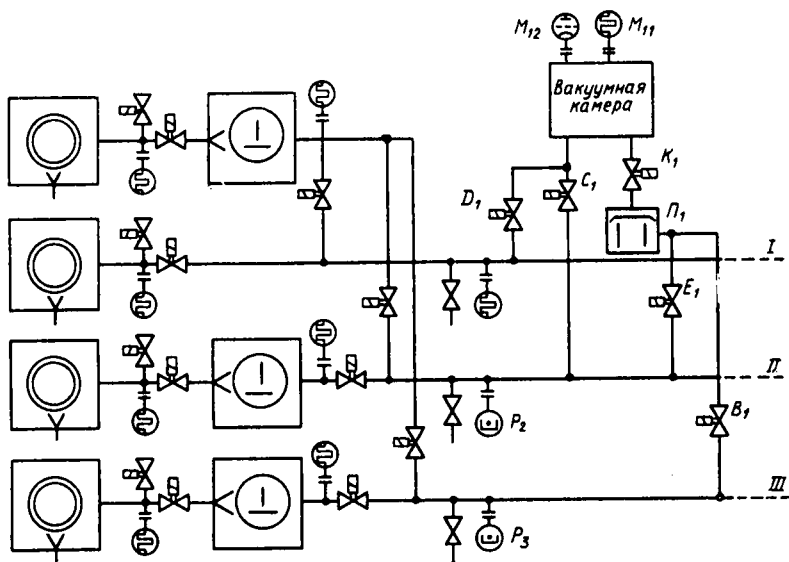 M₁₂
M₁₁
Вакуумная
камера
K₁
D₁
C₁
П₁
I
E₁
II
P₂
B₁
III
P₃